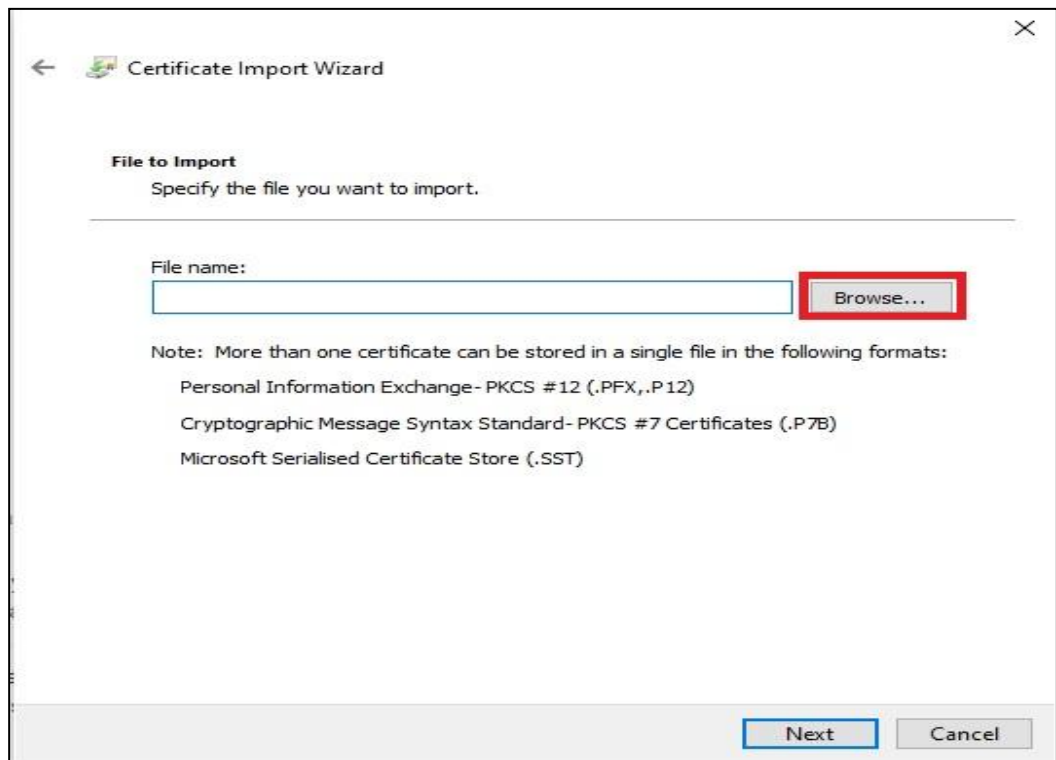 Certificate Import Wizard
File to Import
Specify the file you want to import.
File name:
Browse...
Note: More than one certificate can be stored in a single file in the following formats:
Personal Information Exchange- PKCS #12 (.PFX,.P12)
Cryptographic Message Syntax Standard- PKCS #7 Certificates (.P7B)
Microsoft Serialised Certificate Store (.SST)
Next Cancel